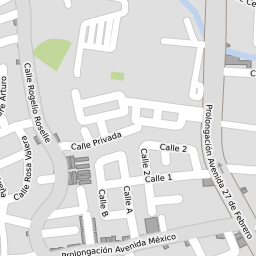 Calle Rogelio Roselle
Arturo
Calle Rosa Valera
Calle Privada
Calle 2
Calle 2
Calle 1
Calle A
Calle B
Prolongación Avenida 27 de Febrero
Prolongación Avenida México